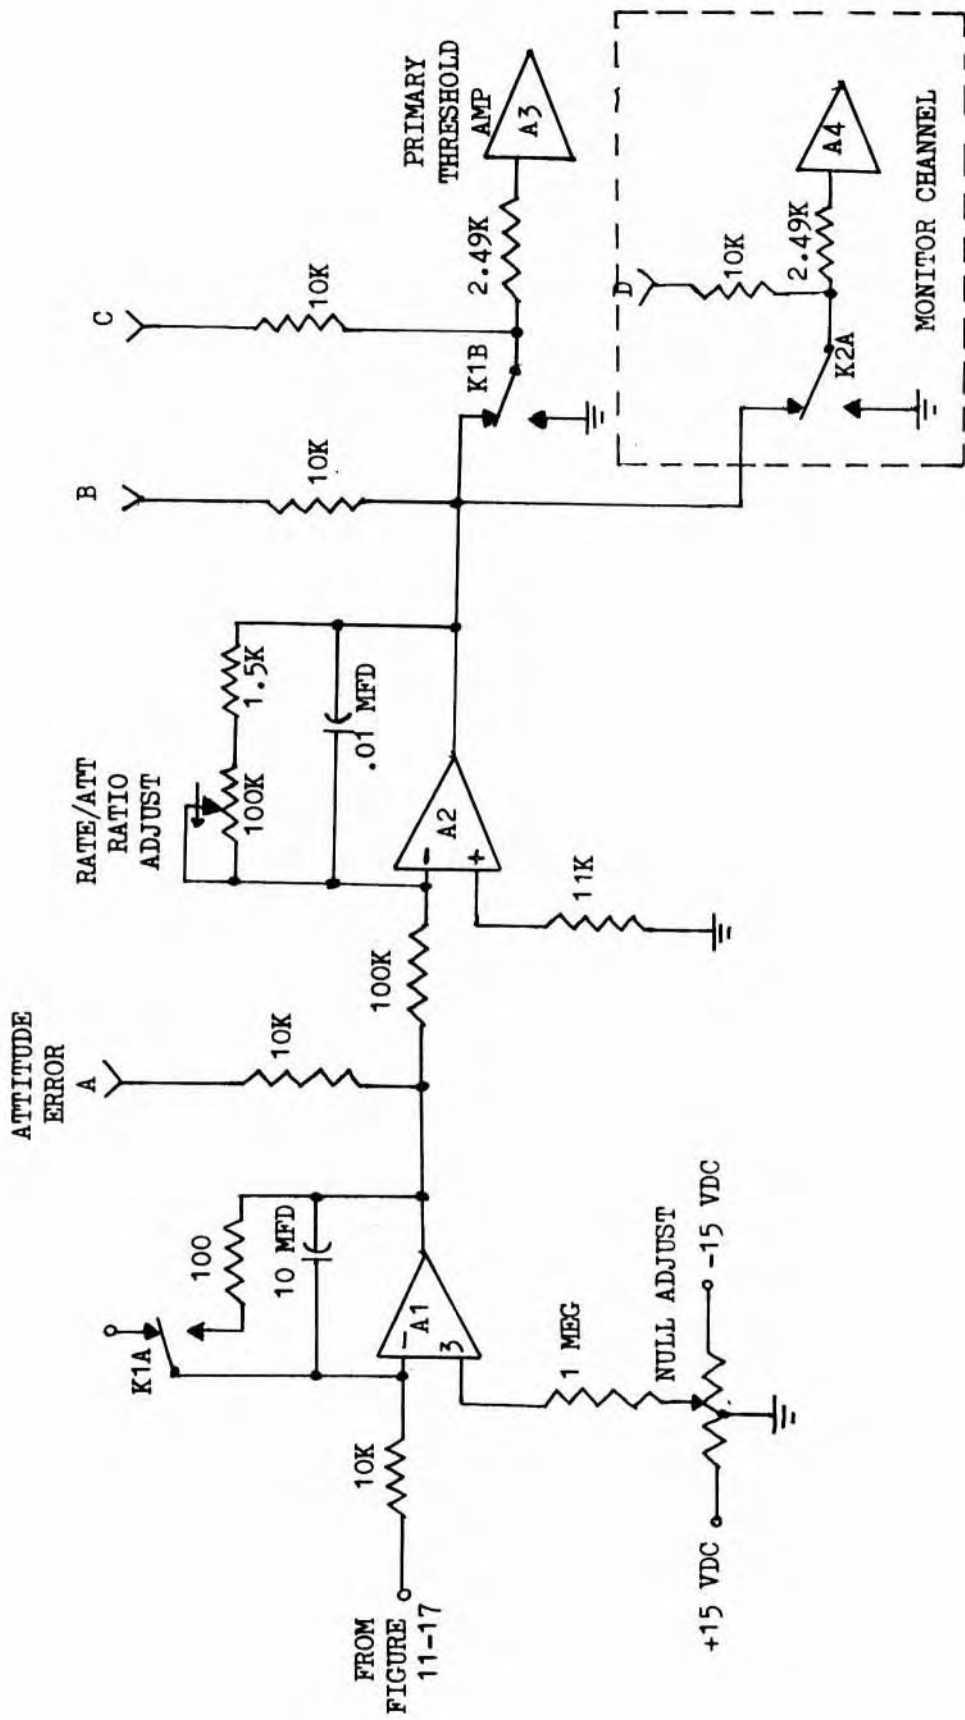 ATTITUDE
ERROR
A
RATE/ATT
RATIO
ADJUST
B
C
PRIMARY
THRESHOLD
AMP
K1A
100
10 MFD
10K
100K
1.5K
.01 MFD
10K
10K
K1B
2.49K
A3
FROM
FIGURE
11-17
10K
A1
-
3
100K
A2
-
+
11K
1 MEG
NULL ADJUST
+15 VDC
-15 VDC
D
10K
2.49K
A4
K2A
MONITOR CHANNEL